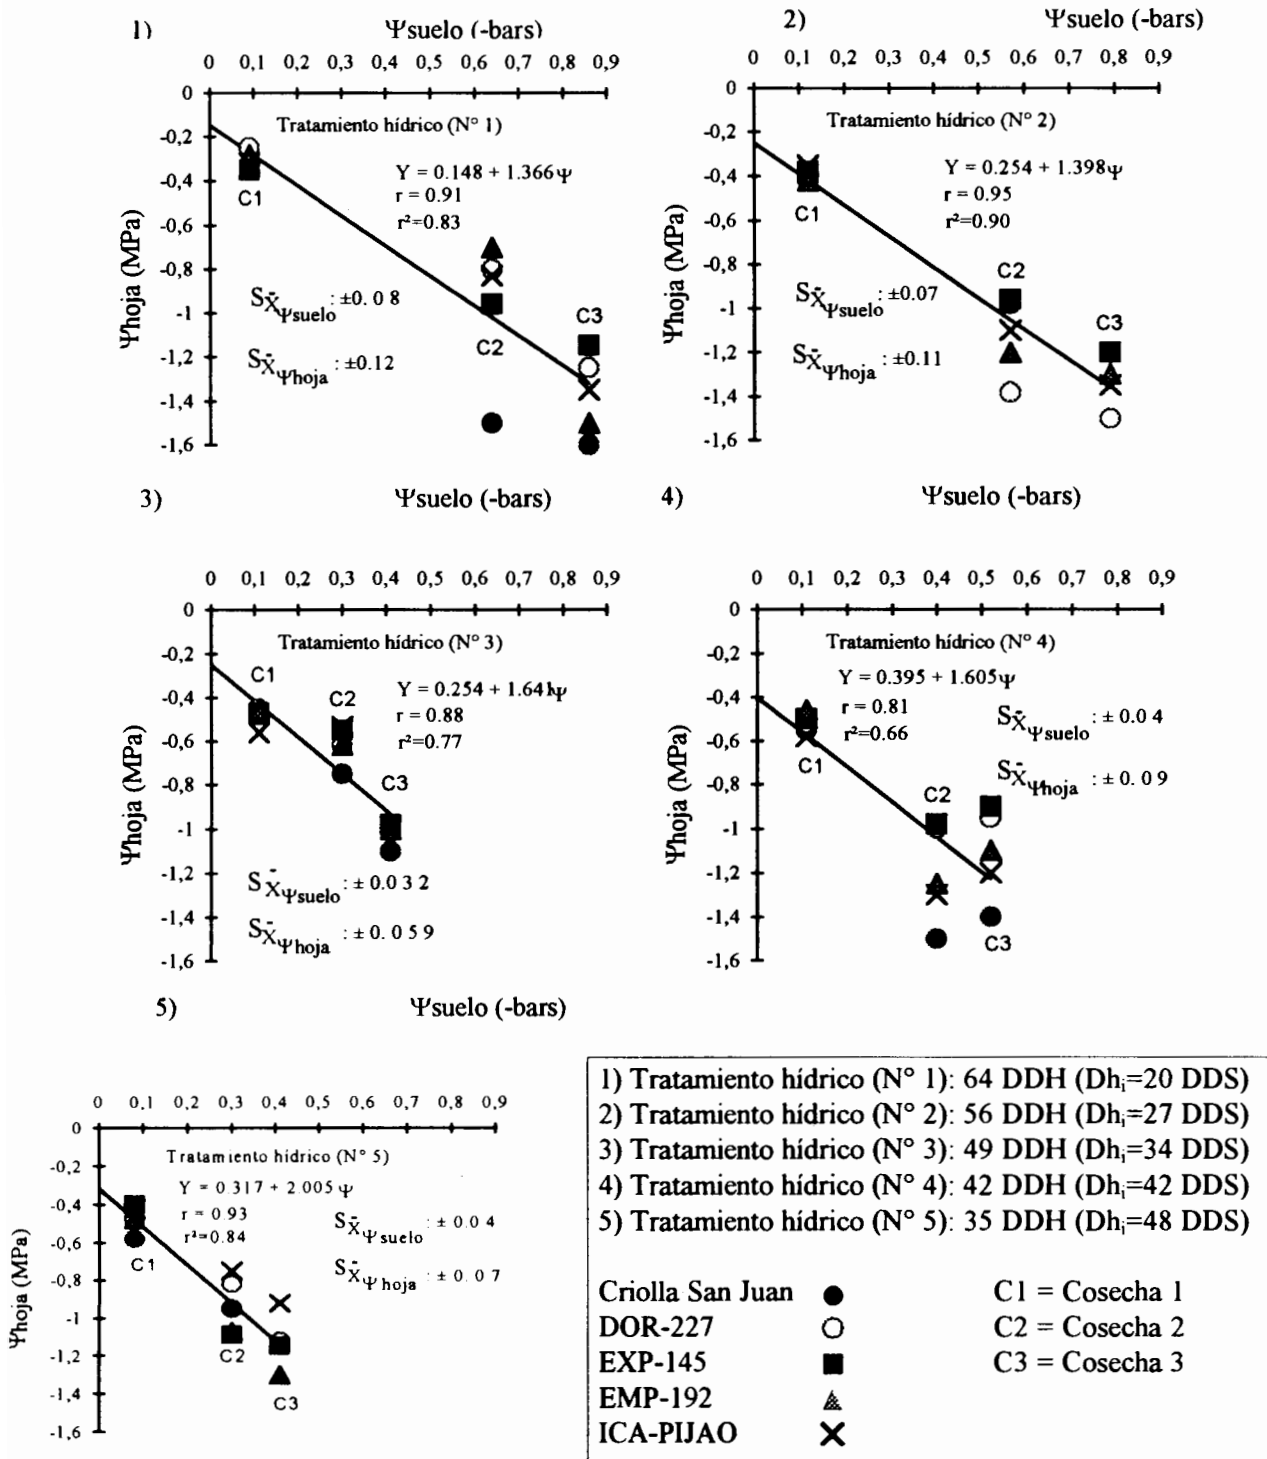 1)
Ψsuelo (-bars)
0 0,1 0,2 0,3 0,4 0,5 0,6 0,7 0,8 0,9
0
-0,2
-0,4
-0,6
-0,8
-1
-1,2
-1,4
-1,6
Ψhoja (MPa)
Tratamiento hídrico (N° 1)
Y = 0.148 + 1.366Ψ
r = 0.91
r²=0.83
C1
C2
C3
SX̄Ψsuelo: ±0.08
SX̄Ψhoja: ±0.12
2)
Ψsuelo (-bars)
0 0,1 0,2 0,3 0,4 0,5 0,6 0,7 0,8 0,9
0
-0,2
-0,4
-0,6
-0,8
-1
-1,2
-1,4
-1,6
Ψhoja (MPa)
Tratamiento hídrico (N° 2)
Y = 0.254 + 1.398Ψ
r = 0.95
r²=0.90
C1
C2
C3
SX̄Ψsuelo: ±0.07
SX̄Ψhoja: ±0.11
3)
Ψsuelo (-bars)
0 0,1 0,2 0,3 0,4 0,5 0,6 0,7 0,8 0,9
0
-0,2
-0,4
-0,6
-0,8
-1
-1,2
-1,4
-1,6
Ψhoja (MPa)
Tratamiento hídrico (N° 3)
Y = 0.254 + 1.641Ψ
r = 0.88
r²=0.77
C1
C2
C3
SX̄Ψsuelo: ±0.032
SX̄Ψhoja: ±0.059
4)
Ψsuelo (-bars)
0 0,1 0,2 0,3 0,4 0,5 0,6 0,7 0,8 0,9
0
-0,2
-0,4
-0,6
-0,8
-1
-1,2
-1,4
-1,6
Ψhoja (MPa)
Tratamiento hídrico (N° 4)
Y = 0.395 + 1.605Ψ
r = 0.81
r²=0.66
SX̄Ψsuelo: ±0.04
SX̄Ψhoja: ±0.09
C1
C2
C3
5)
Ψsuelo (-bars)
0 0,1 0,2 0,3 0,4 0,5 0,6 0,7 0,8 0,9
0
-0,2
-0,4
-0,6
-0,8
-1
-1,2
-1,4
-1,6
Ψhoja (MPa)
Tratamiento hídrico (N° 5)
Y = 0.317 + 2.005Ψ
r = 0.93
r²=0.84
SX̄Ψsuelo: ±0.04
SX̄Ψhoja: ±0.07
C1
C2
C3
1) Tratamiento hídrico (N° 1): 64 DDH (Dhi=20 DDS)
2) Tratamiento hídrico (N° 2): 56 DDH (Dhi=27 DDS)
3) Tratamiento hídrico (N° 3): 49 DDH (Dhi=34 DDS)
4) Tratamiento hídrico (N° 4): 42 DDH (Dhi=42 DDS)
5) Tratamiento hídrico (N° 5): 35 DDH (Dhi=48 DDS)
Criolla San Juan C1 = Cosecha 1
DOR-227 C2 = Cosecha 2
EXP-145 C3 = Cosecha 3
EMP-192
ICA-PIJAO